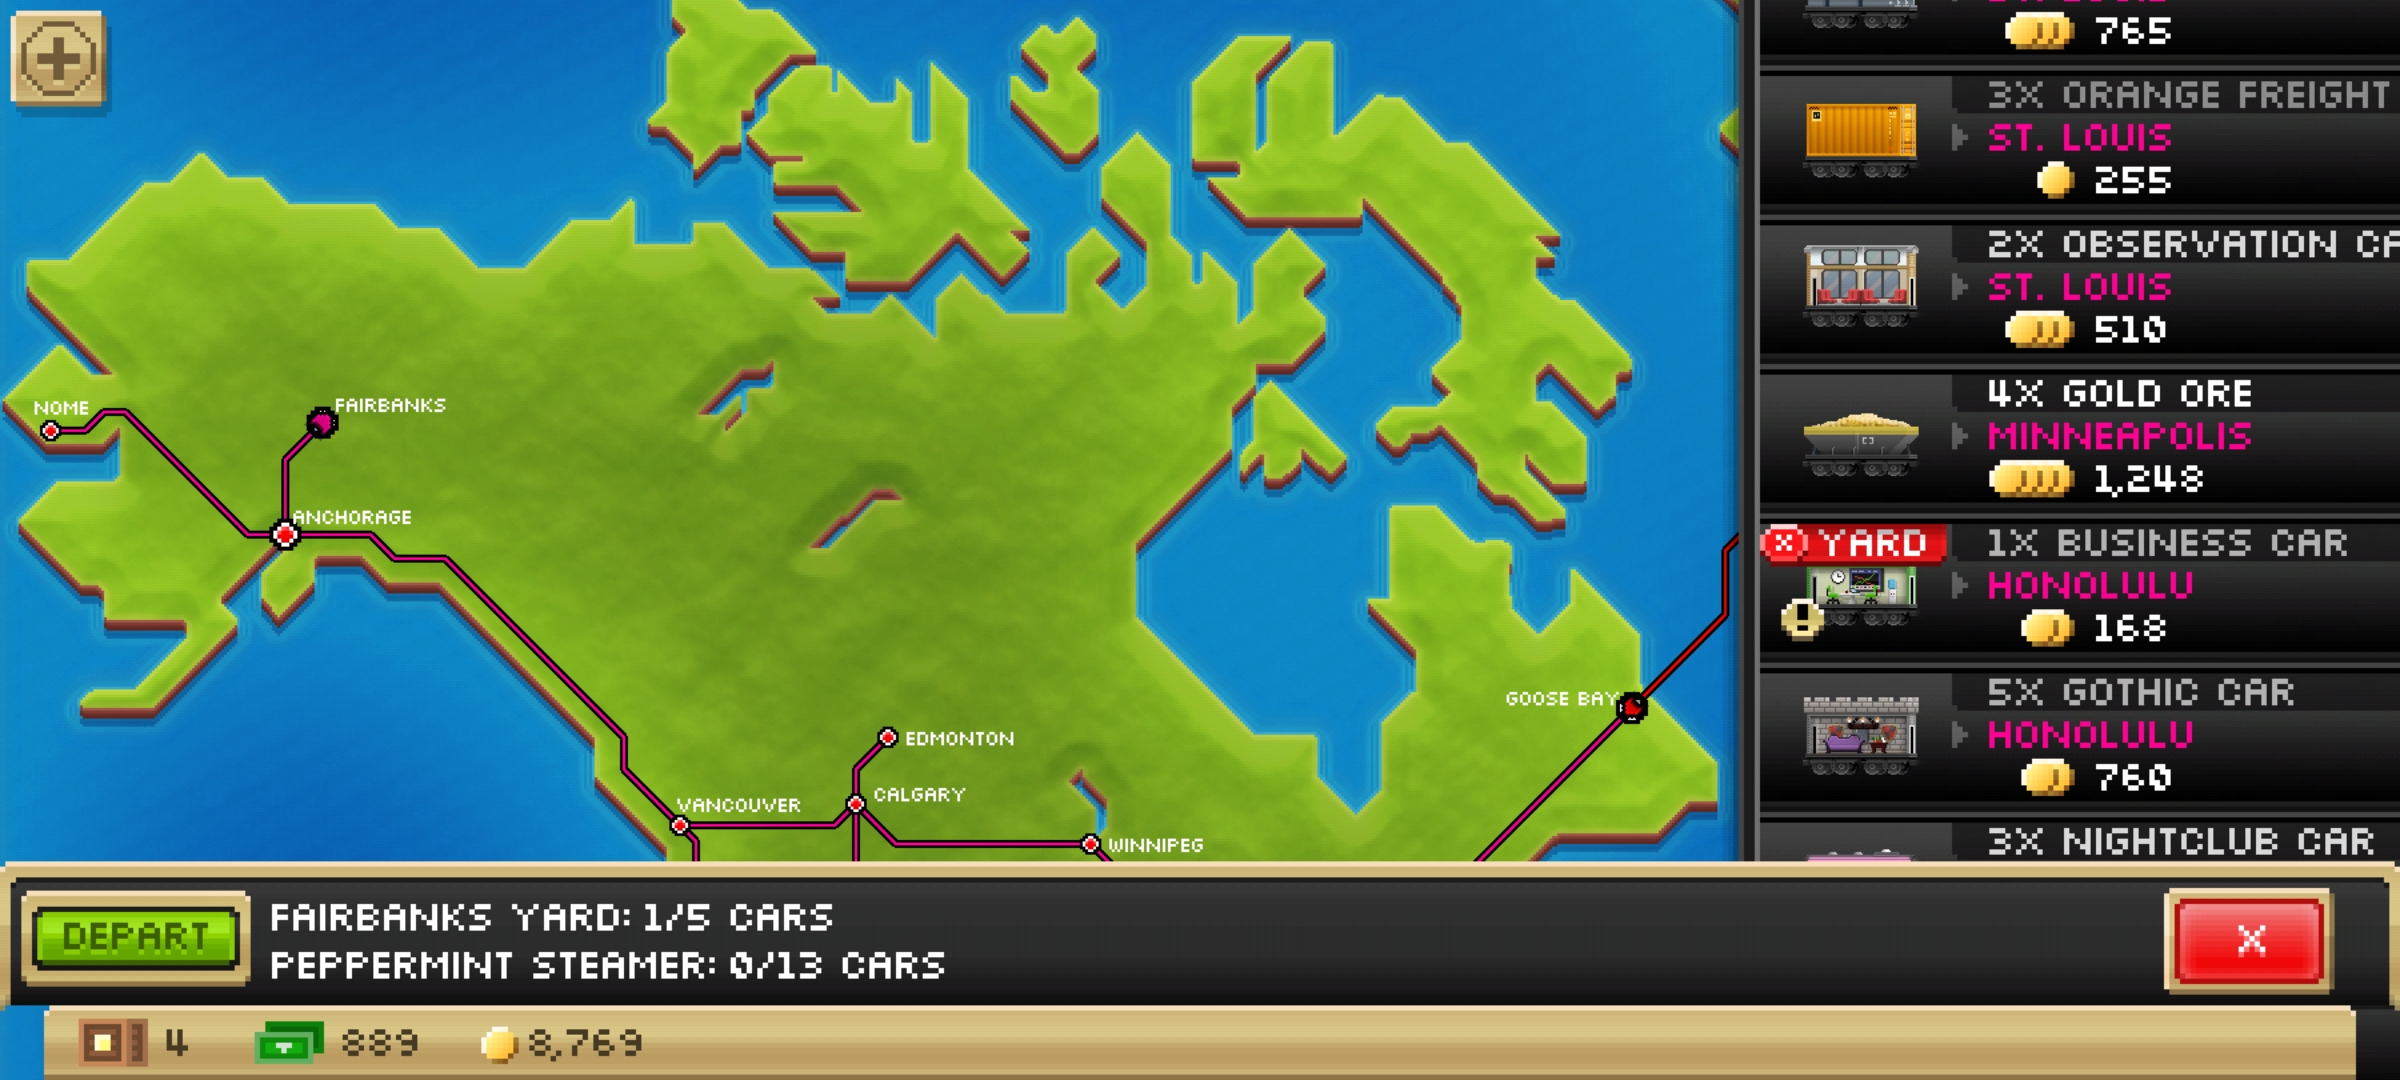 765
3X ORANGE FREIGHT
ST. LOUIS
255
2X OBSERVATION
ST. LOUIS
510
4X GOLD ORE
MINNEAPOLIS
1,248
YARD
1X BUSINESS CAR
HONOLULU
168
5X GOTHIC CAR
HONOLULU
760
3X NIGHTCLUB CAR
NOME
FAIRBANKS
ANCHORAGE
GOOSE BAY
EDMONTON
CALGARY
VANCOUVER
WINNIPEG
DEPART
FAIRBANKS YARD: 1/5 CARS
PEPPERMINT STEAMER: 0/13 CARS
X
4
889
8,769